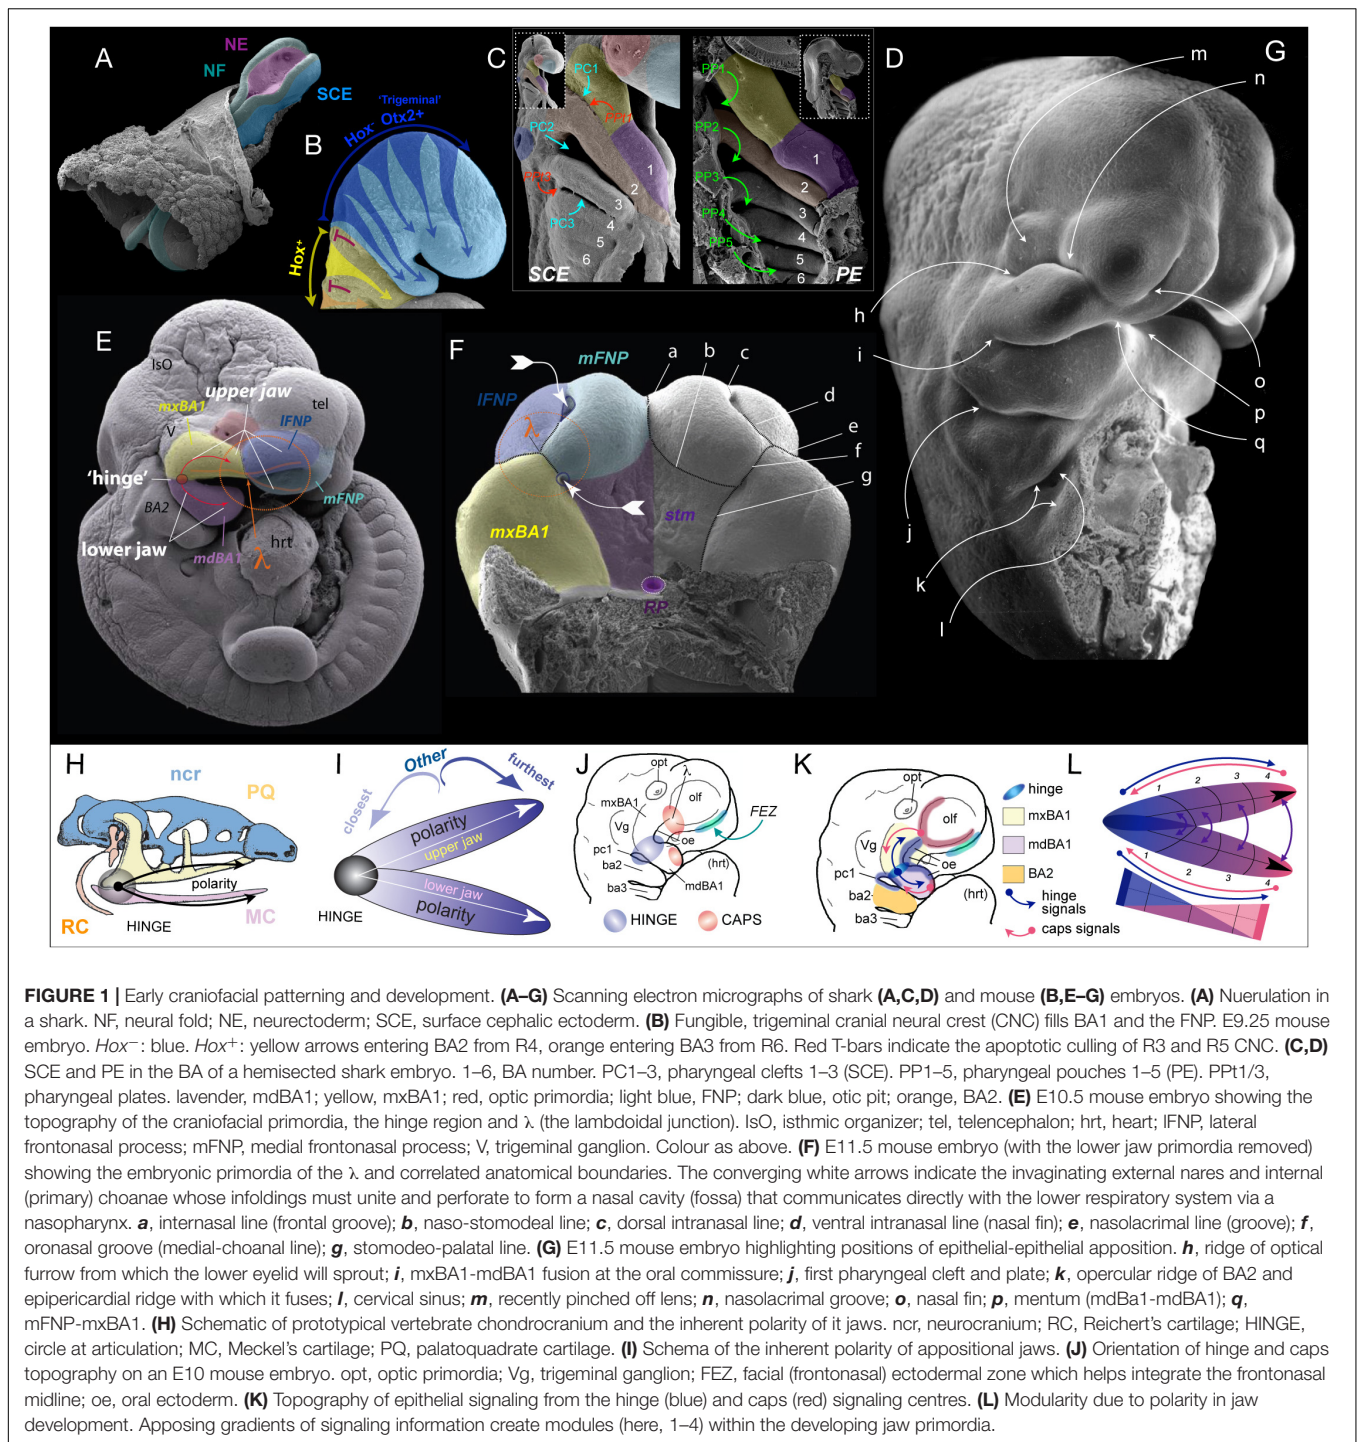 A
NE
NF
SCE
B
Hox⁻
'Trigeminal'
Otx2+
Hox⁺
T
T
C
PC1
PPt1
PC2
PPt3
PC3
1
2
3
4
5
6
SCE
PP1
PP2
PP3
PP4
PP5
1
2
3
4
5
6
PE
D
G
m
n
h
i
j
k
l
o
p
q
E
IsO
upper jaw
tel
mxBA1
lFNP
V
'hinge'
BA2
mFNP
lower jaw
mdBA1
hrt
λ
F
mFNP
lFNP
λ
mxBA1
stm
RP
a
b
c
d
e
f
g
H
ncr
PQ
polarity
RC
HINGE
MC
I
Other
closest
furthest
polarity
upper jaw
lower jaw
polarity
HINGE
J
opt
λ
mxBA1
olf
Vg
FEZ
pc1
oe
ba2
(hrt)
ba3
mdBA1
HINGE
CAPS
K
opt
olf
Vg
oe
pc1
ba2
(hrt)
ba3
hinge
mxBA1
mdBA1
BA2
hinge
signals
caps signals
L
1
2
3
4
1
2
3
4
FIGURE 1 | Early craniofacial patterning and development. (A–G) Scanning electron micrographs of shark (A,C,D) and mouse (B,E–G) embryos. (A) Nuerulation in
a shark. NF, neural fold; NE, neurectoderm; SCE, surface cephalic ectoderm. (B) Fungible, trigeminal cranial neural crest (CNC) fills BA1 and the FNP. E9.25 mouse
embryo. Hox⁻: blue. Hox⁺: yellow arrows entering BA2 from R4, orange entering BA3 from R6. Red T-bars indicate the apoptotic culling of R3 and R5 CNC. (C,D)
SCE and PE in the BA of a hemisected shark embryo. 1–6, BA number. PC1–3, pharyngeal clefts 1–3 (SCE). PP1–5, pharyngeal pouches 1–5 (PE). PPt1/3,
pharyngeal plates. lavender, mdBA1; yellow, mxBA1; red, optic primordia; light blue, FNP; dark blue, otic pit; orange, BA2. (E) E10.5 mouse embryo showing the
topography of the craniofacial primordia, the hinge region and λ (the lambdoidal junction). IsO, isthmic organizer; tel, telencephalon; hrt, heart; lFNP, lateral
frontonasal process; mFNP, medial frontonasal process; V, trigeminal ganglion. Colour as above. (F) E11.5 mouse embryo (with the lower jaw primordia removed)
showing the embryonic primordia of the λ and correlated anatomical boundaries. The converging white arrows indicate the invaginating external nares and internal
(primary) choanae whose infoldings must unite and perforate to form a nasal cavity (fossa) that communicates directly with the lower respiratory system via a
nasopharynx. a, internasal line (frontal groove); b, naso-stomodeal line; c, dorsal intranasal line; d, ventral intranasal line (nasal fin); e, nasolacrimal line (groove); f,
oronasal groove (medial-choanal line); g, stomodeo-palatal line. (G) E11.5 mouse embryo highlighting positions of epithelial-epithelial apposition. h, ridge of optical
furrow from which the lower eyelid will sprout; i, mxBA1-mdBA1 fusion at the oral commissure; j, first pharyngeal cleft and plate; k, opercular ridge of BA2 and
epipericardial ridge with which it fuses; l, cervical sinus; m, recently pinched off lens; n, nasolacrimal groove; o, nasal fin; p, mentum (mdBa1-mdBA1); q,
mFNP-mxBA1. (H) Schematic of prototypical vertebrate chondrocranium and the inherent polarity of it jaws. ncr, neurocranium; RC, Reichert's cartilage; HINGE,
circle at articulation; MC, Meckel's cartilage; PQ, palatoquadrate cartilage. (I) Schema of the inherent polarity of appositional jaws. (J) Orientation of hinge and caps
topography on an E10 mouse embryo. opt, optic primordia; Vg, trigeminal ganglion; FEZ, facial (frontonasal) ectodermal zone which helps integrate the frontonasal
midline; oe, oral ectoderm. (K) Topography of epithelial signaling from the hinge (blue) and caps (red) signaling centres. (L) Modularity due to polarity in jaw
development. Apposing gradients of signaling information create modules (here, 1–4) within the developing jaw primordia.